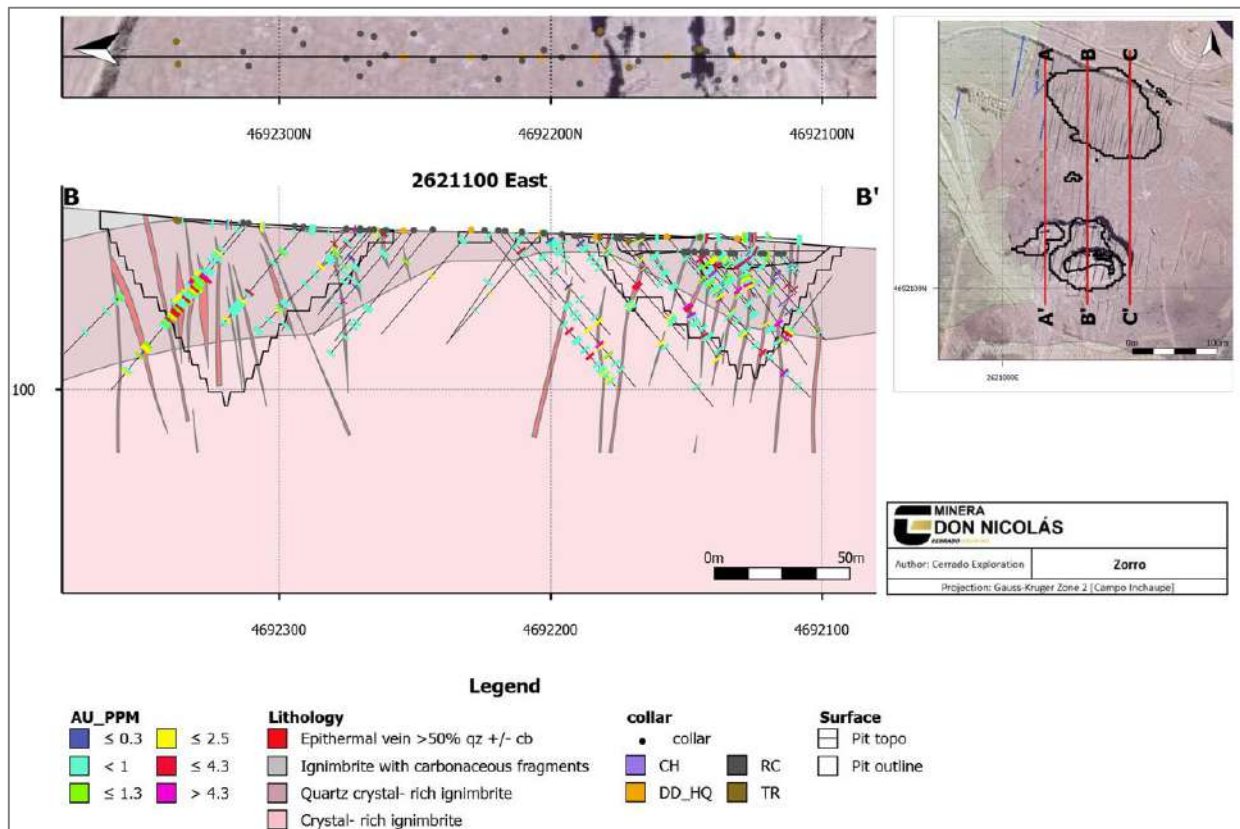 4692300N 4692200N 4692100N
2621100 East
B B'
100
0m 50m
4692300 4692200 4692100
A B C
4692100N
A' B' C'
0m 100m
2621000E
MINERA
DON NICOLÁS
Author: Cerrado Exploration Zorro
Projection: Gauss-Kruger Zone 2 [Campo Inchaupe]
Legend
AU_PPM
≤ 0.3 ≤ 2.5
< 1 ≤ 4.3
≤ 1.3 > 4.3
Lithology
Epithermal vein >50% qz +/- cb
Ignimbrite with carbonaceous fragments
Quartz crystal- rich ignimbrite
Crystal- rich ignimbrite
collar
collar
CH RC
DD_HQ TR
Surface
Pit topo
Pit outline